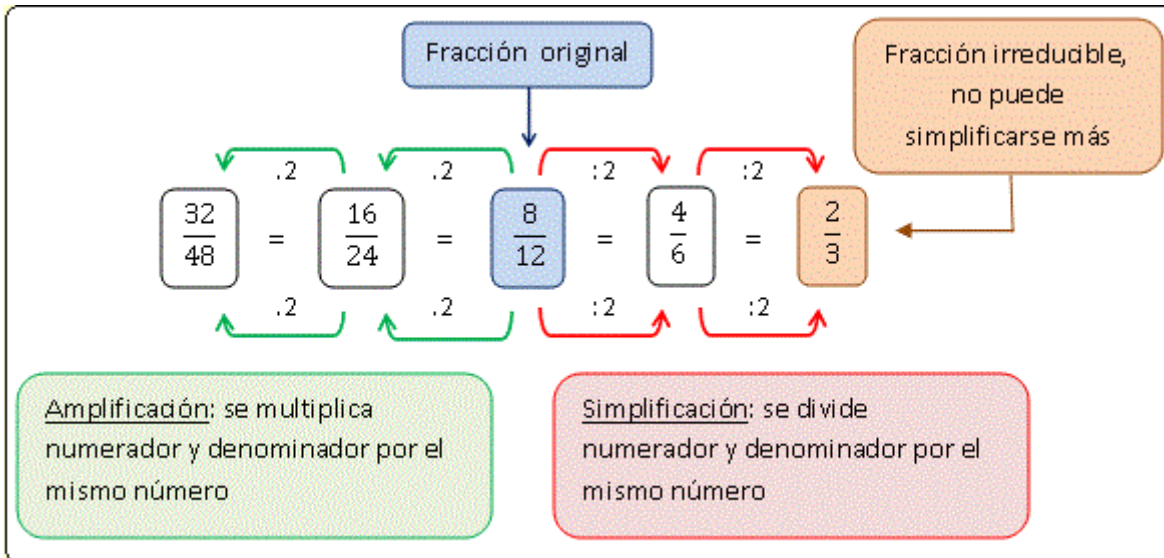 Fracción original
Fracción irreducible,
no puede
simplificarse más
.2 .2 :2 :2
32 16 8 4 2
48 = 24 = 12 = 6 = 3
.2 .2 :2 :2
Amplificación: se multiplica
numerador y denominador por el
mismo número
Simplificación: se divide
numerador y denominador por el
mismo número